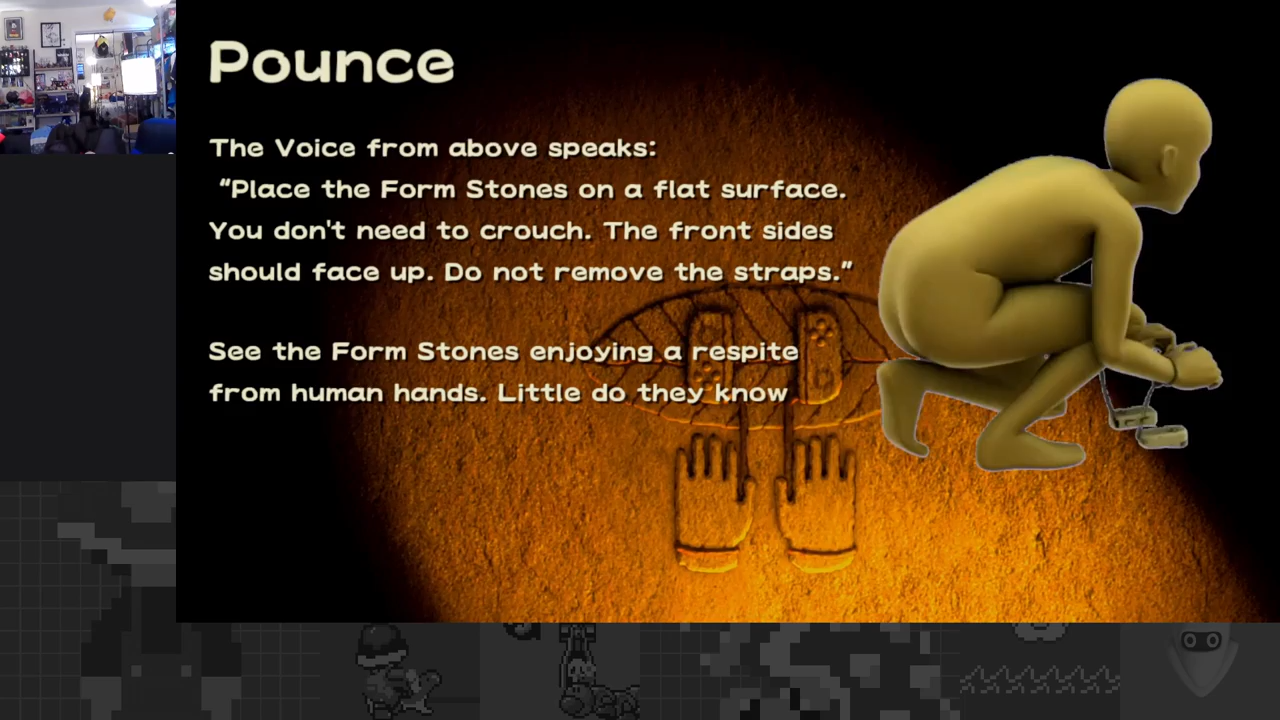 Pounce
The Voice from above speaks:
“Place the Form Stones on a flat surface.
You don't need to crouch. The front sides
should face up. Do not remove the straps.”
See the Form Stones enjoying a respite
from human hands. Little do they know